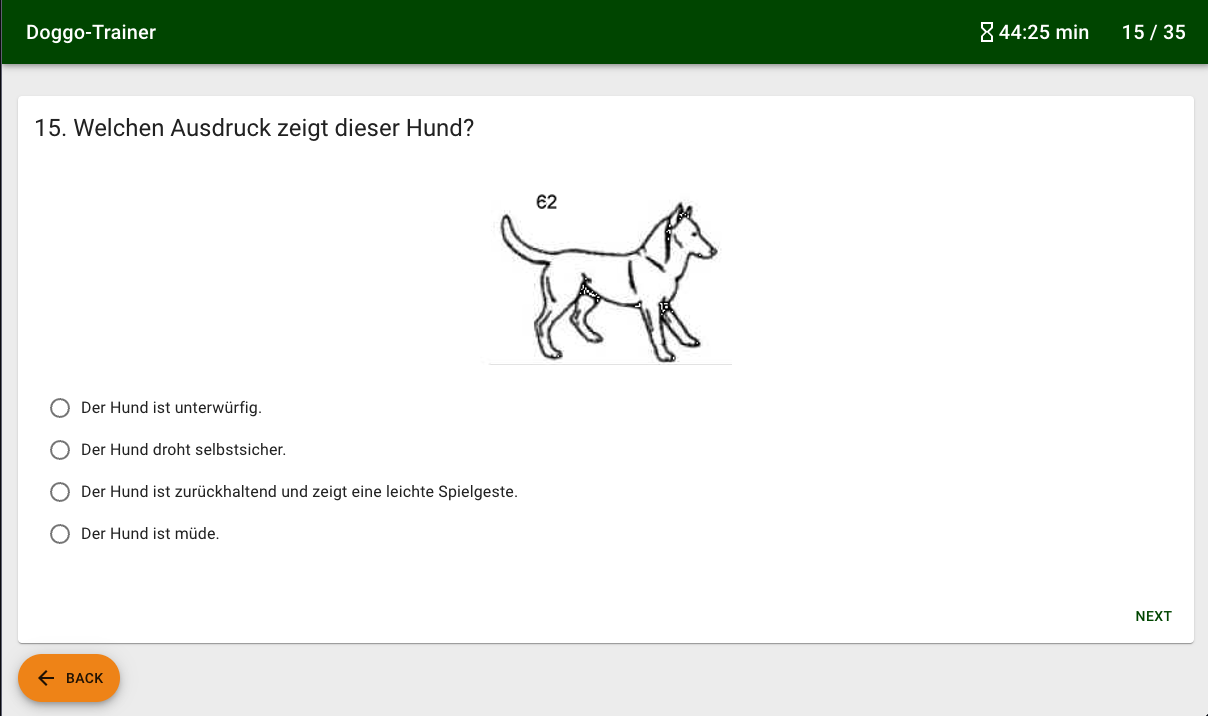 Doggo-Trainer
44:25 min
15 / 35
15. Welchen Ausdruck zeigt dieser Hund?
62
Der Hund ist unterwürfig.
Der Hund droht selbstsicher.
Der Hund ist zurückhaltend und zeigt eine leichte Spielgeste.
Der Hund ist müde.
NEXT
BACK